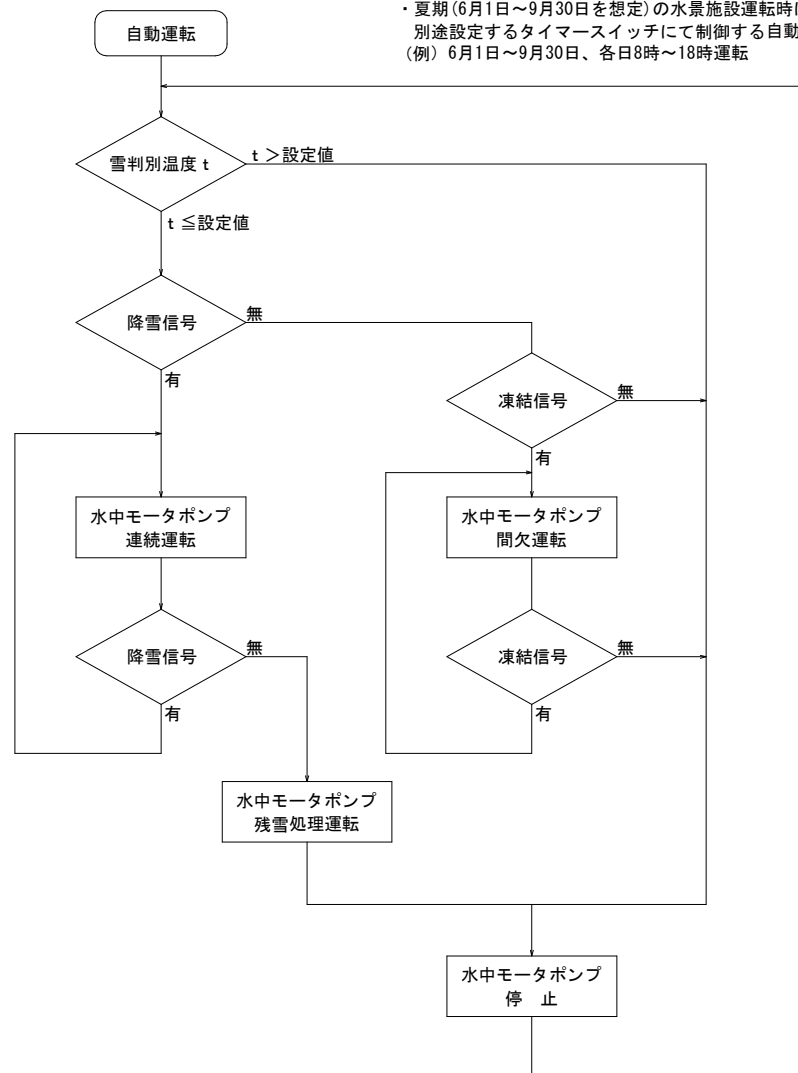 ・夏期(6月1日～9月30日を想定)の水景施設運転時
別途設定するタイマースイッチにて制御する自動
(例) 6月1日～9月30日、各日8時～18時運転
自動運転
雪判別温度 t
t ＞設定値
t ≦設定値
降雪信号
無
有
凍結信号
無
有
水中モータポンプ
連続運転
水中モータポンプ
間欠運転
降雪信号
無
有
凍結信号
無
有
水中モータポンプ
残雪処理運転
水中モータポンプ
停　止